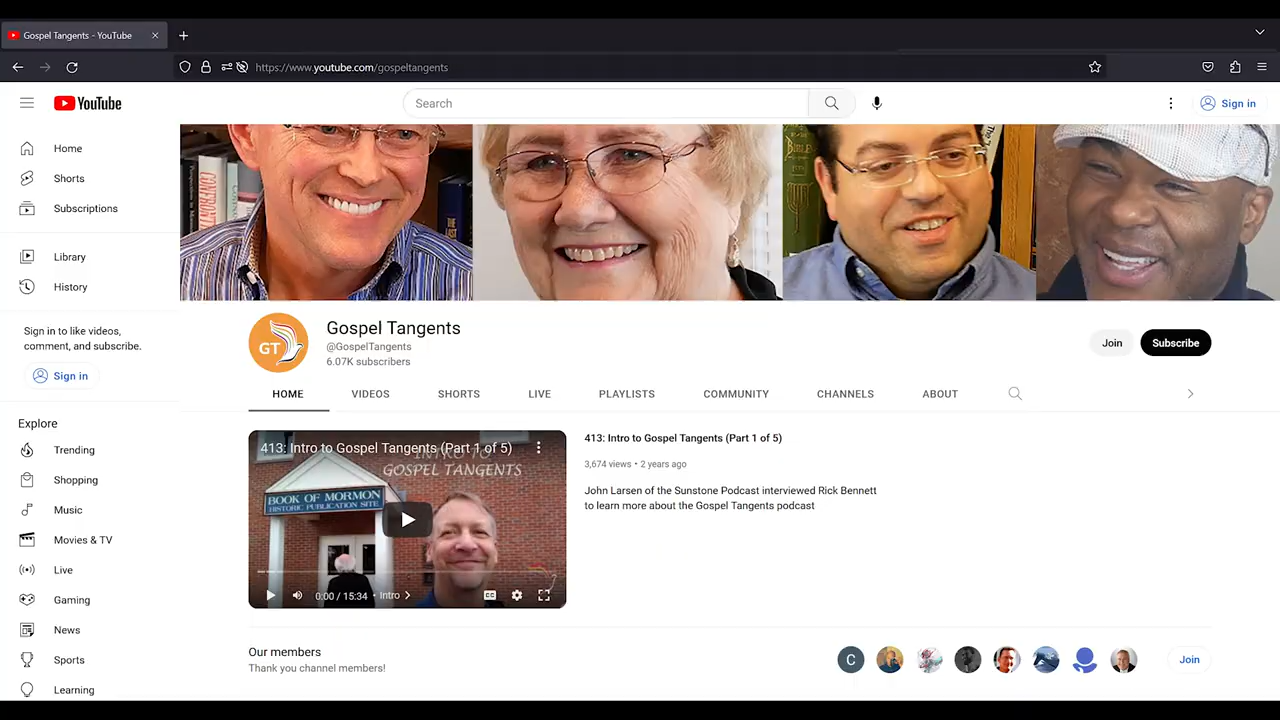 Gospel Tangents - YouTube
https://www.youtube.com/gospeltangents
YouTube
Search
Sign in
Home
Shorts
Subscriptions
Library
History
Sign in to like videos,
comment, and subscribe.
Sign in
Explore
Trending
Shopping
Music
Movies & TV
Live
Gaming
News
Sports
Learning
GT
Gospel Tangents
@GospelTangents
6.07K subscribers
Join
Subscribe
HOME
VIDEOS
SHORTS
LIVE
PLAYLISTS
COMMUNITY
CHANNELS
ABOUT
413: Intro to Gospel Tangents (Part 1 of 5)
INTRO TO
GOSPEL TANGENTS
BOOK OF MORMON
HISTORIC PUBLICATION SITE
0:00 / 15:34 • Intro
CC
413: Intro to Gospel Tangents (Part 1 of 5)
3,674 views • 2 years ago
John Larsen of the Sunstone Podcast interviewed Rick Bennett
to learn more about the Gospel Tangents podcast
Our members
Thank you channel members!
C
Join